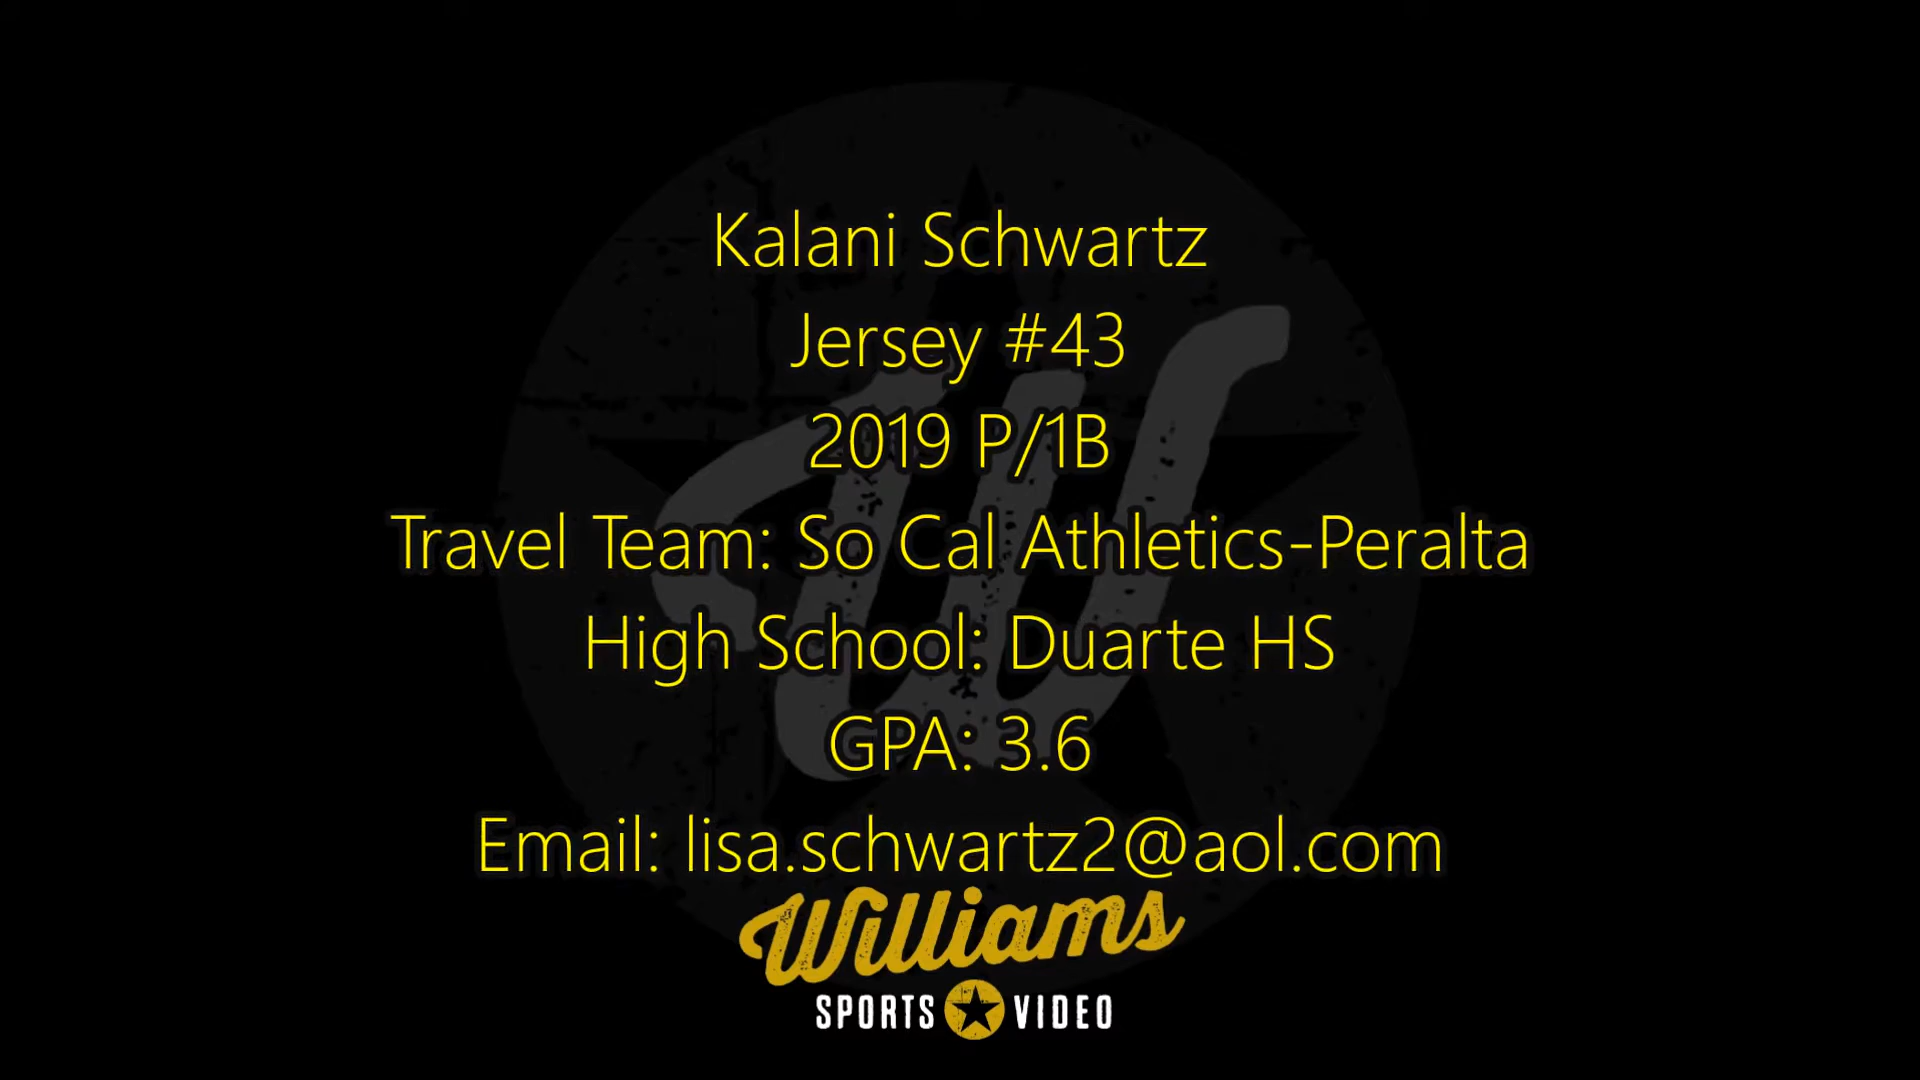 Kalani Schwartz
Jersey #43
2019 P/1B
Travel Team: So Cal Athletics-Peralta
High School: Duarte HS
GPA: 3.6
Email: lisa.schwartz2@aol.com
Williams
SPORTS VIDEO